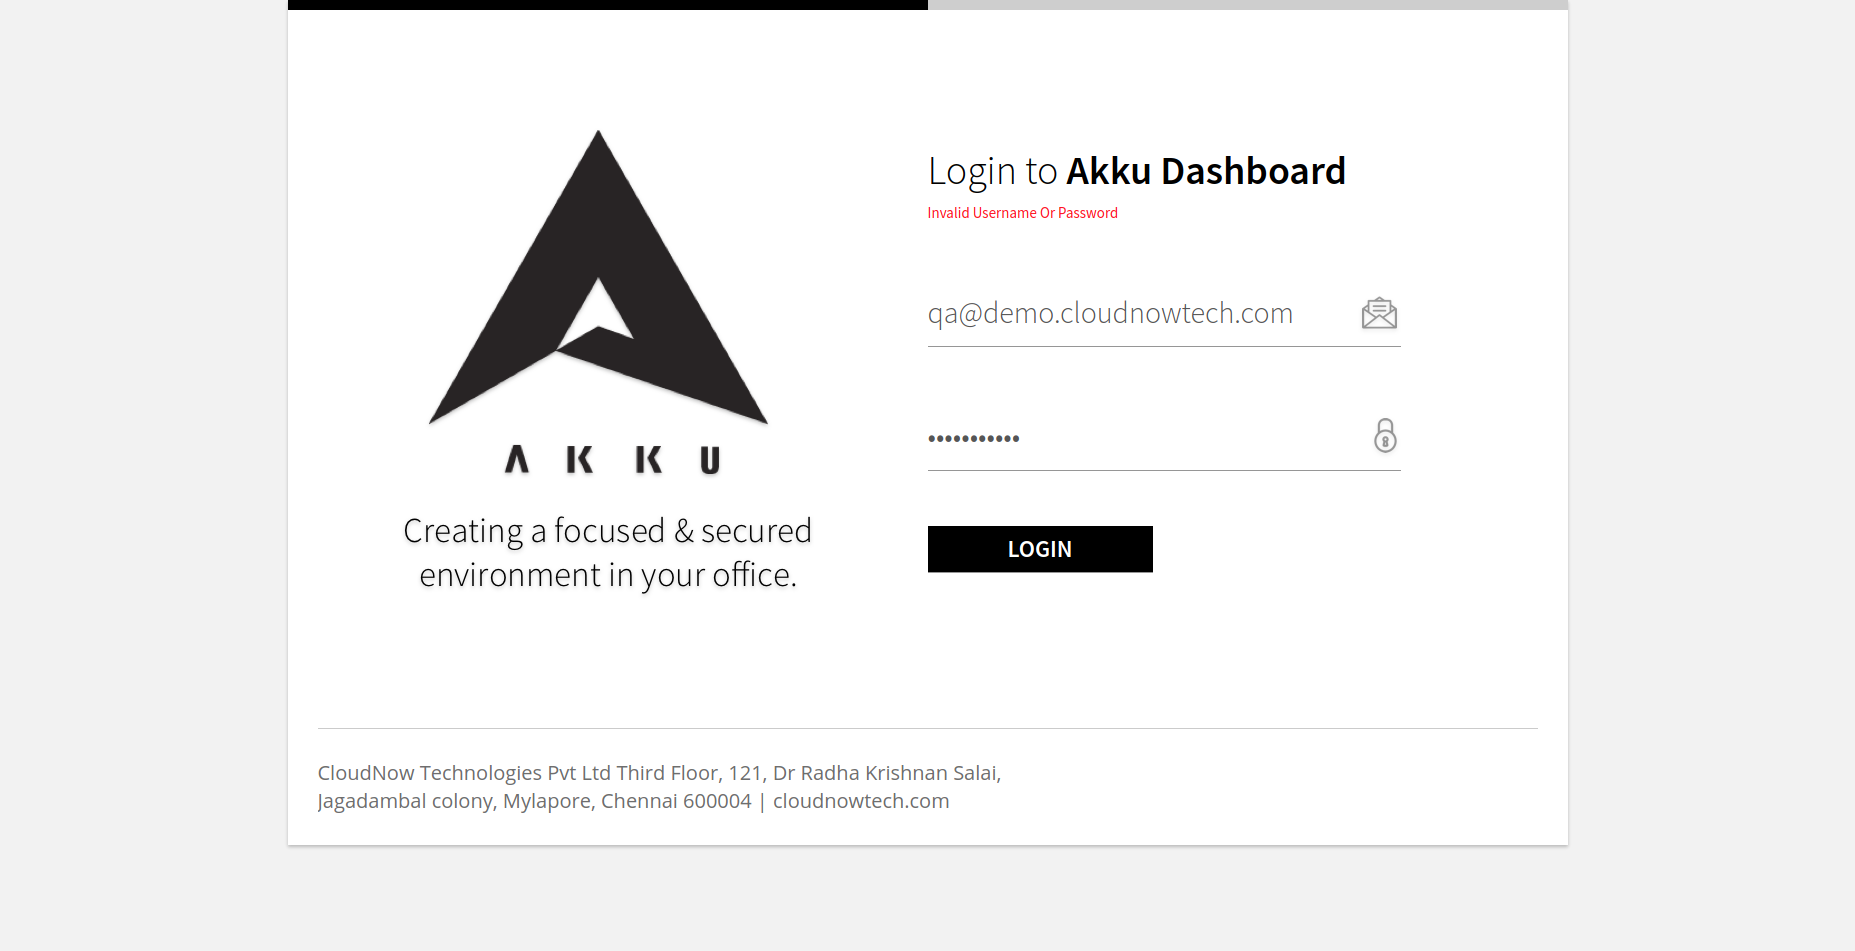 A K K U
Creating a focused & secured
environment in your office.
Login to Akku Dashboard
Invalid Username Or Password
qa@demo.cloudnowtech.com
•••••••••••
LOGIN
CloudNow Technologies Pvt Ltd Third Floor, 121, Dr Radha Krishnan Salai,
Jagadambal colony, Mylapore, Chennai 600004 | cloudnowtech.com